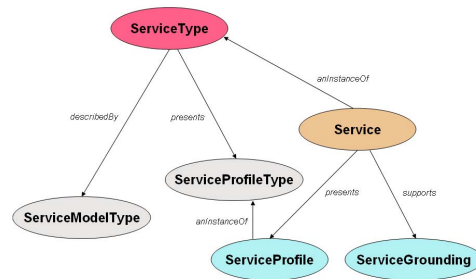 ServiceType
anInstanceOf
describedBy
presents
Service
ServiceProfileType
presents
supports
ServiceModelType
anInstanceOf
ServiceProfile
ServiceGrounding